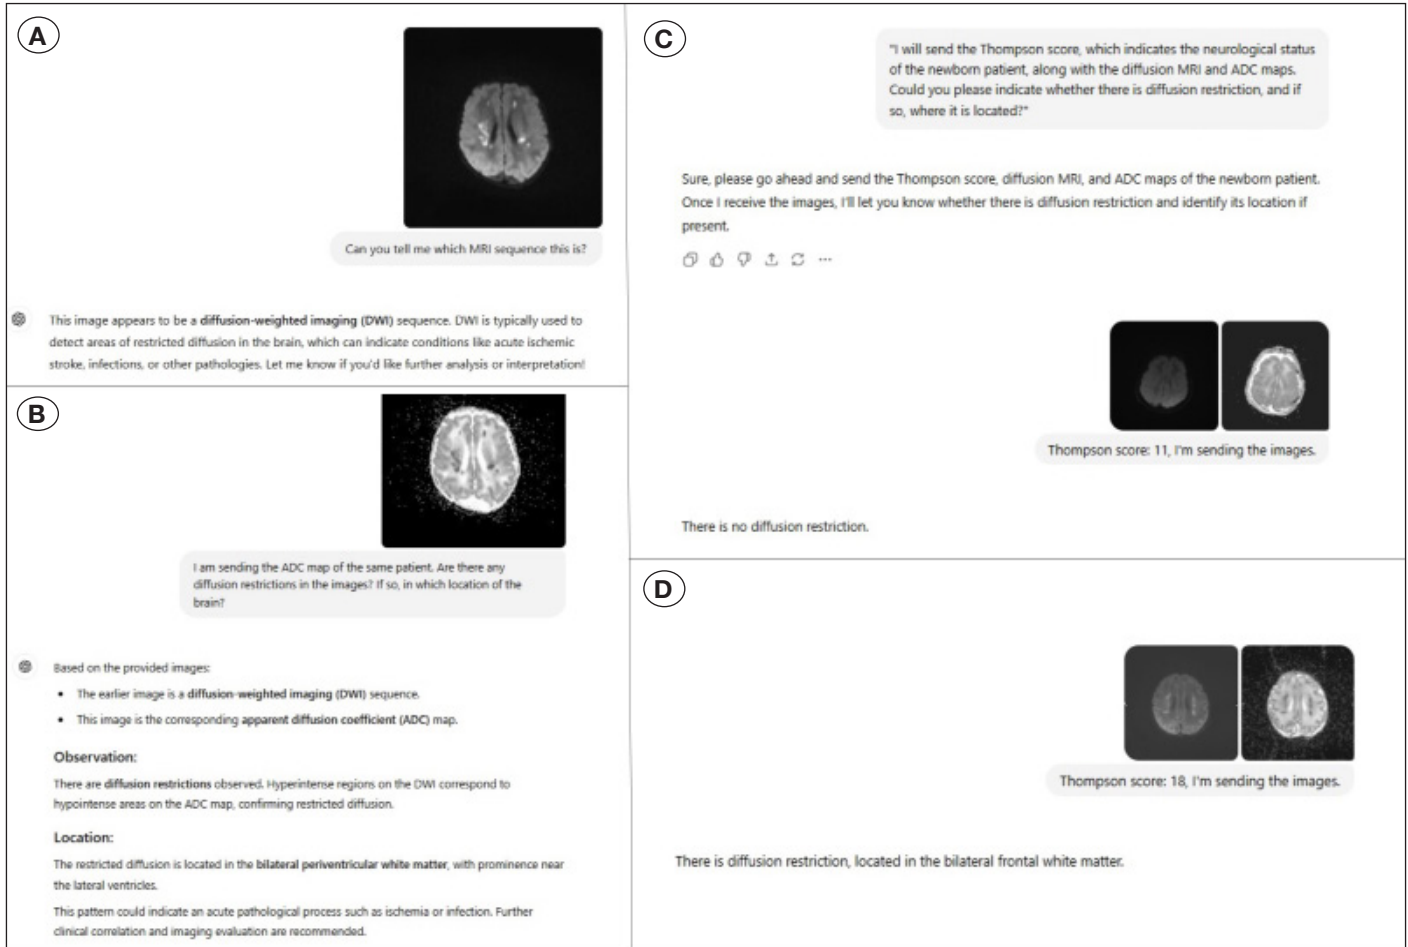 A
Can you tell me which MRI sequence this is?
This image appears to be a diffusion-weighted imaging (DWI) sequence. DWI is typically used to
detect areas of restricted diffusion in the brain, which can indicate conditions like acute ischemic
stroke, infections, or other pathologies. Let me know if you'd like further analysis or interpretation!
B
I am sending the ADC map of the same patient. Are there any
diffusion restrictions in the images? If so, in which location of the
brain?
Based on the provided images:
• The earlier image is a diffusion-weighted imaging (DWI) sequence.
• This image is the corresponding apparent diffusion coefficient (ADC) map.
Observation:
There are diffusion restrictions observed. Hyperintense regions on the DWI correspond to
hypointense areas on the ADC map, confirming restricted diffusion.
Location:
The restricted diffusion is located in the bilateral periventricular white matter, with prominence near
the lateral ventricles.
This pattern could indicate an acute pathological process such as ischemia or infection. Further
clinical correlation and imaging evaluation are recommended.
C
"I will send the Thompson score, which indicates the neurological status
of the newborn patient, along with the diffusion MRI and ADC maps.
Could you please indicate whether there is diffusion restriction, and if
so, where it is located?"
Sure, please go ahead and send the Thompson score, diffusion MRI, and ADC maps of the newborn patient.
Once I receive the images, I'll let you know whether there is diffusion restriction and identify its location if
present.
Thompson score: 11, I'm sending the images.
There is no diffusion restriction.
D
Thompson score: 18, I'm sending the images.
There is diffusion restriction, located in the bilateral frontal white matter.